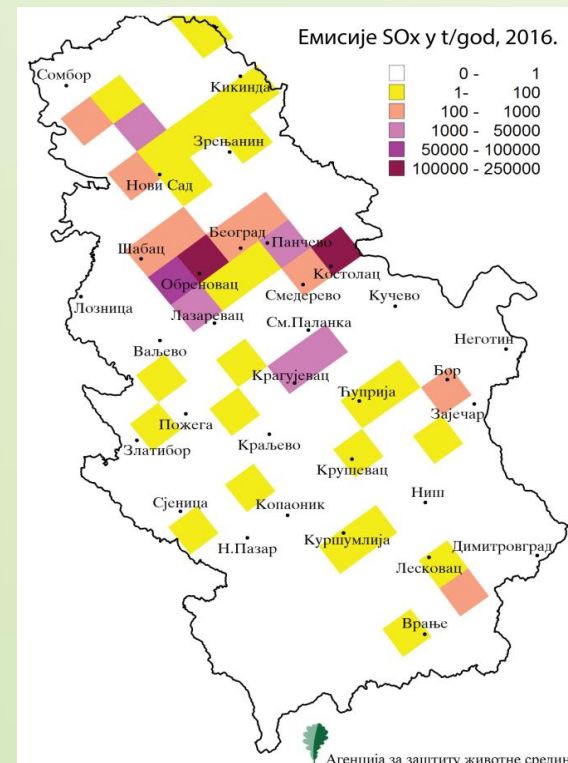 Емисије SOx у t/god, 2016.
0 - 1
1- 100
100 - 1000
1000 - 50000
50000 - 100000
100000 - 250000
Сомбор
Кикинда
Зрењанин
Нови Сад
Београд
Панчево
Шабац
Обреновац
Костолац
Смедерево
Кучево
Лозница
Лазаревац
См.Паланка
Ваљево
Неготин
Крагујевац
Бор
Ћуприја
Зајечар
Пожега
Златибор
Краљево
Крушевац
Сјеница
Копаоник
Ниш
Н.Пазар
Куршумлија
Димитровград
Лесковац
Врање
Агенција за заштиту животне средин